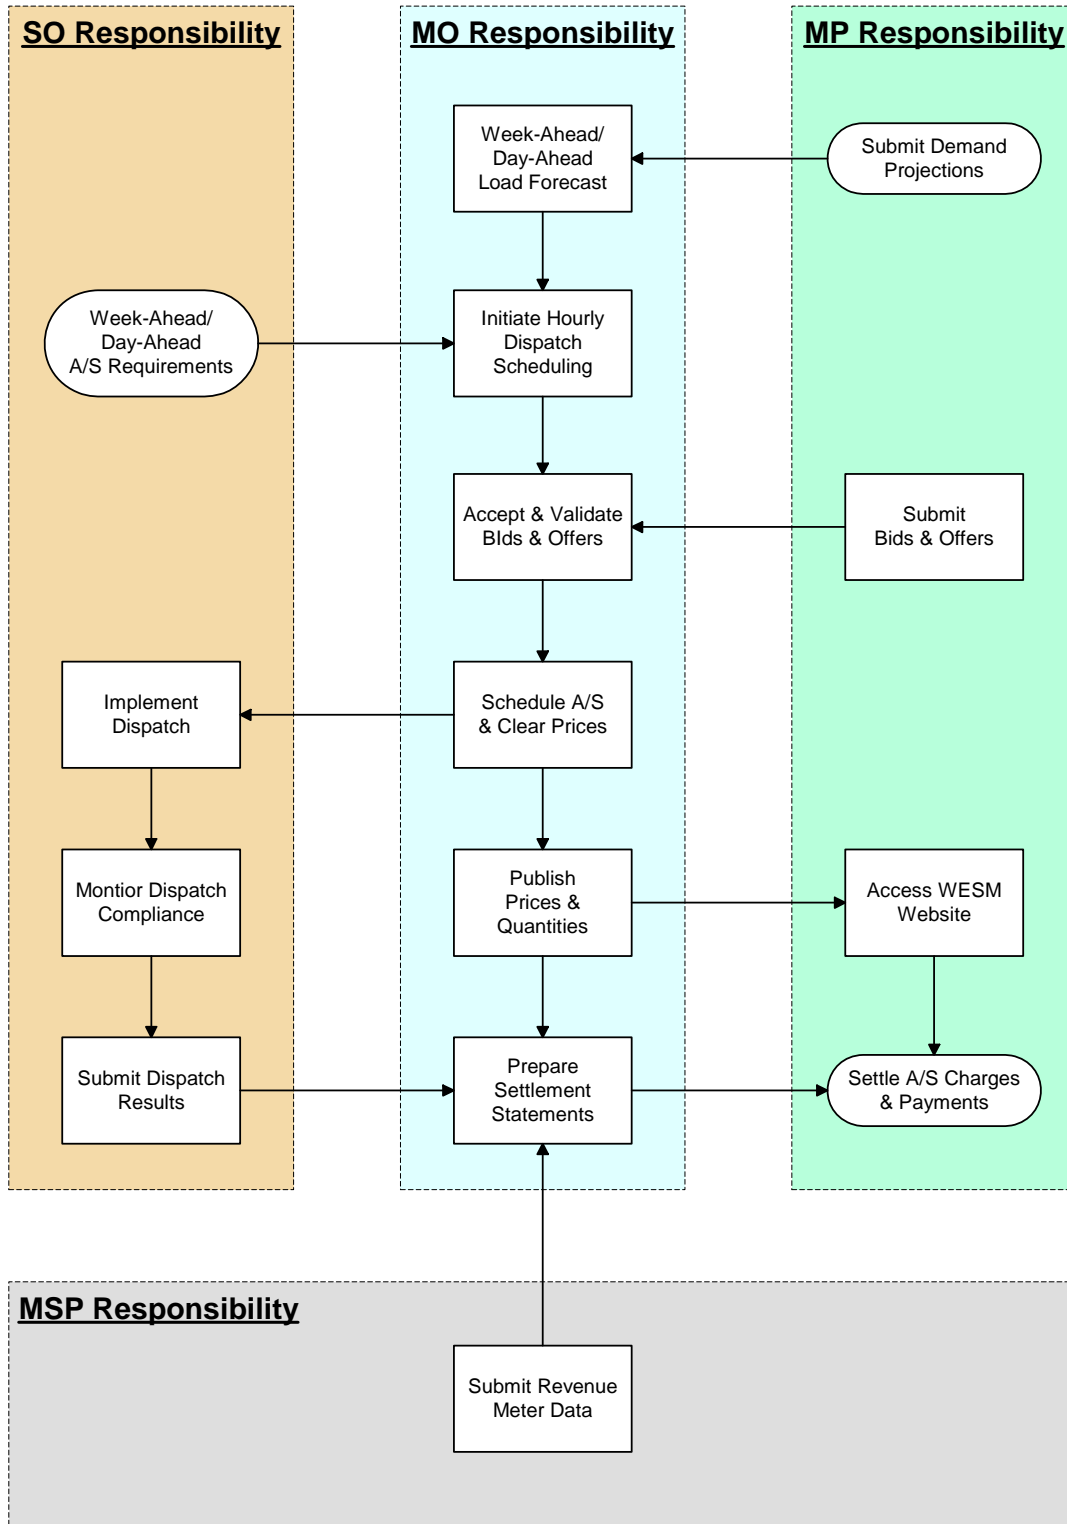 SO Responsibility
MO Responsibility
MP Responsibility
Week-Ahead/
Day-Ahead
Load Forecast
Submit Demand
Projections
Week-Ahead/
Day-Ahead
A/S Requirements
Initiate Hourly
Dispatch
Scheduling
Accept & Validate
BIds & Offers
Submit
Bids & Offers
Implement
Dispatch
Schedule A/S
& Clear Prices
Montior Dispatch
Compliance
Publish
Prices &
Quantities
Access WESM
Website
Submit Dispatch
Results
Prepare
Settlement
Statements
Settle A/S Charges
& Payments
MSP Responsibility
Submit Revenue
Meter Data